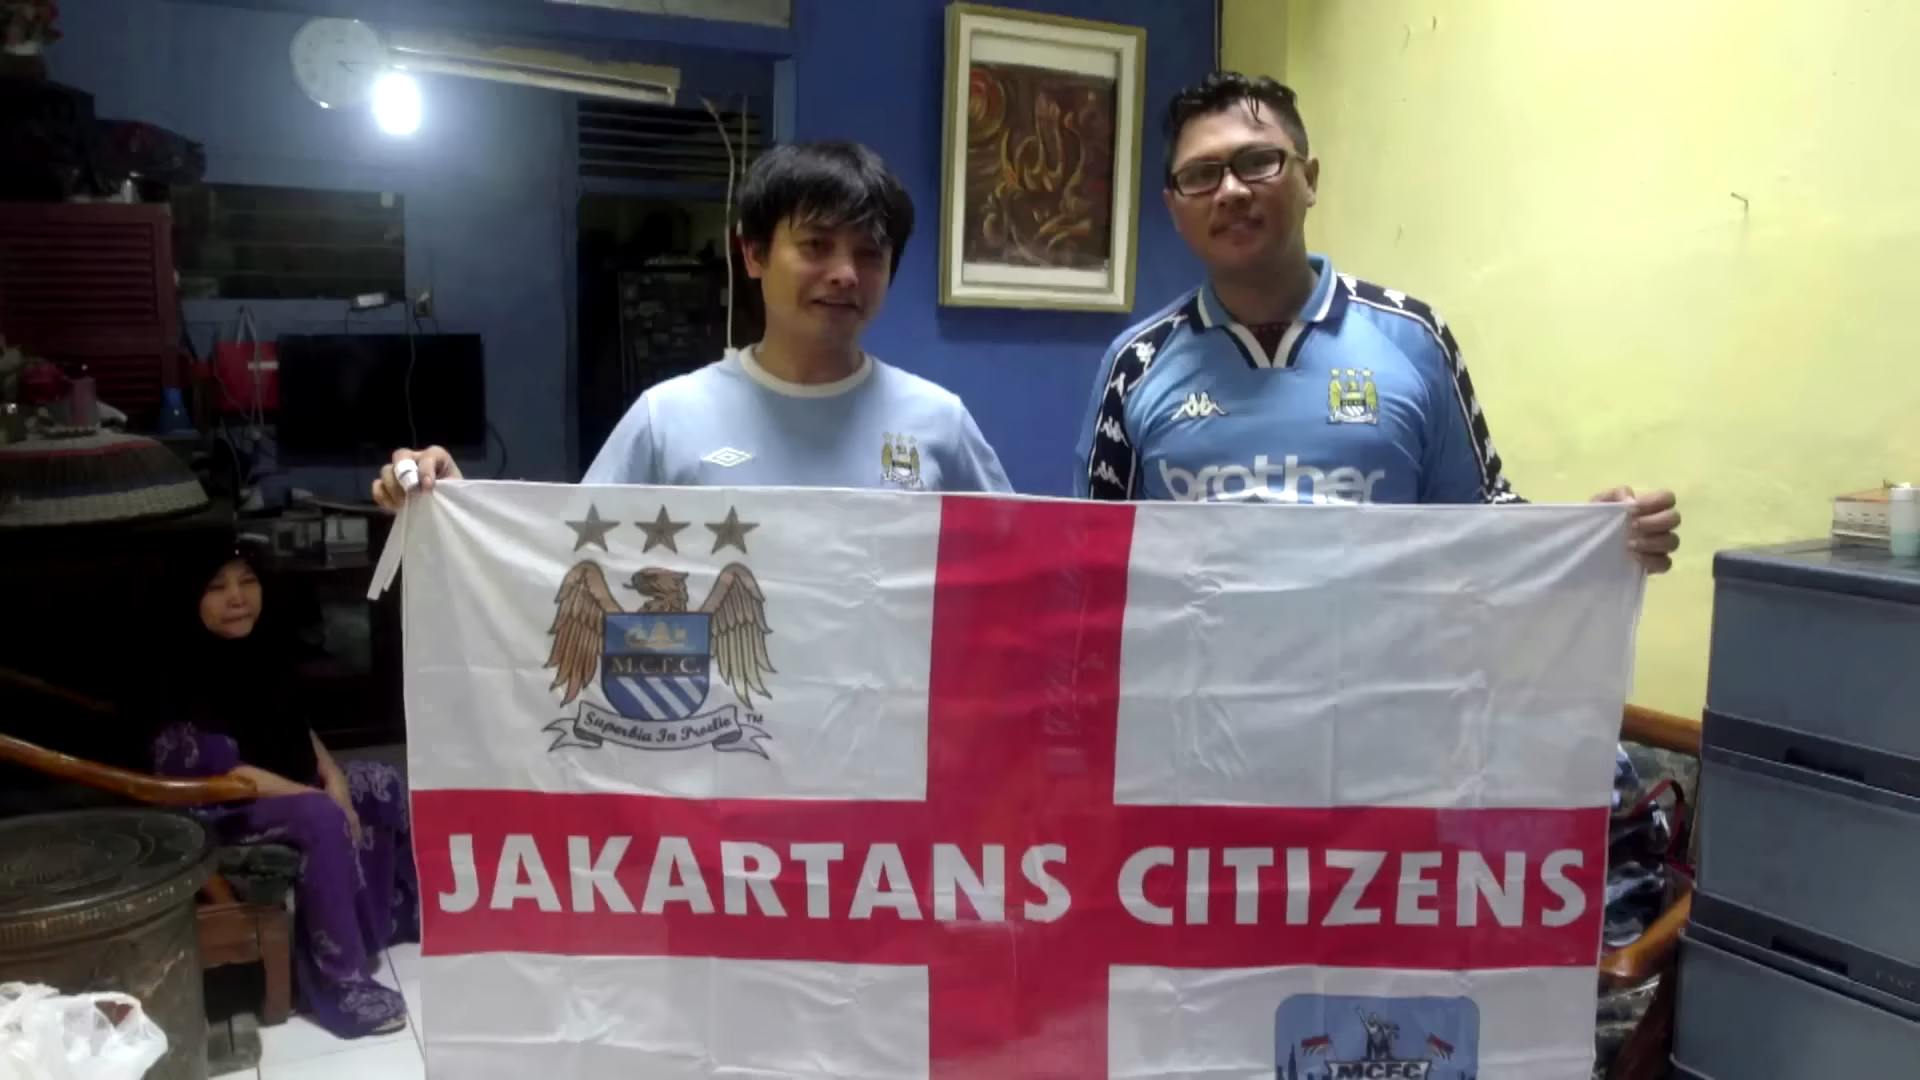 brother
M.C.F.C.
Superbia In Proelio TM
JAKARTANS CITIZENS
MCFC